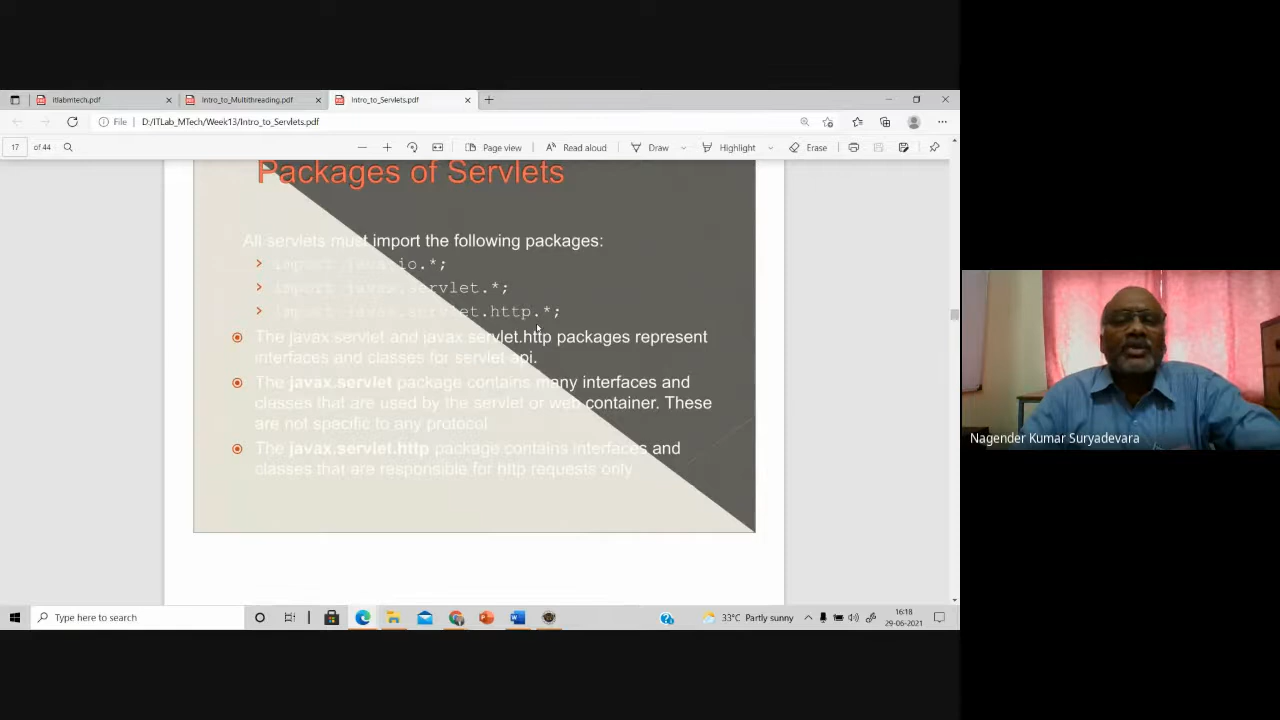 itlabmtech.pdf
Intro_to_Multithreading.pdf
Intro_to_Servlets.pdf
File
D:/ITLab_MTech/Week13/Intro_to_Servlets.pdf
17
of 44
Page view
Read aloud
Draw
Highlight
Erase
Packages of Servlets
All servlets must import the following packages:
import java.io.*;
import javax.servlet.*;
import javax.servlet.http.*;
The javax.servlet and javax.servlet.http packages represent
interfaces and classes for servlet api.
The javax.servlet package contains many interfaces and
classes that are used by the servlet or web container. These
are not specific to any protocol
The javax.servlet.http package contains interfaces and
classes that are responsible for http requests only
Nagender Kumar Suryadevara
Type here to search
33°C Partly sunny
16:18
29-06-2021